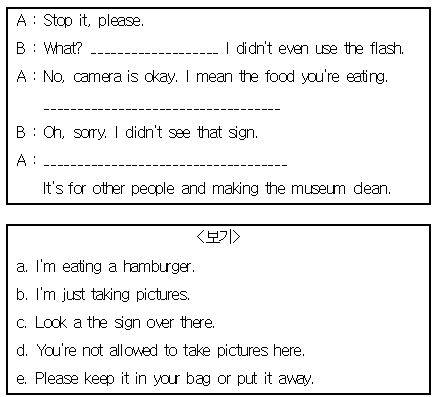 A : Stop it, please.
B : What? ___________________ I didn't even use the flash.
A : No, camera is okay. I mean the food you're eating.
___________________________________
B : Oh, sorry. I didn't see that sign.
A : ____________________________________
It's for other people and making the museum clean.
<보기>
a. I'm eating a hamburger.
b. I'm just taking pictures.
c. Look a the sign over there.
d. You're not allowed to take pictures here.
e. Please keep it in your bag or put it away.